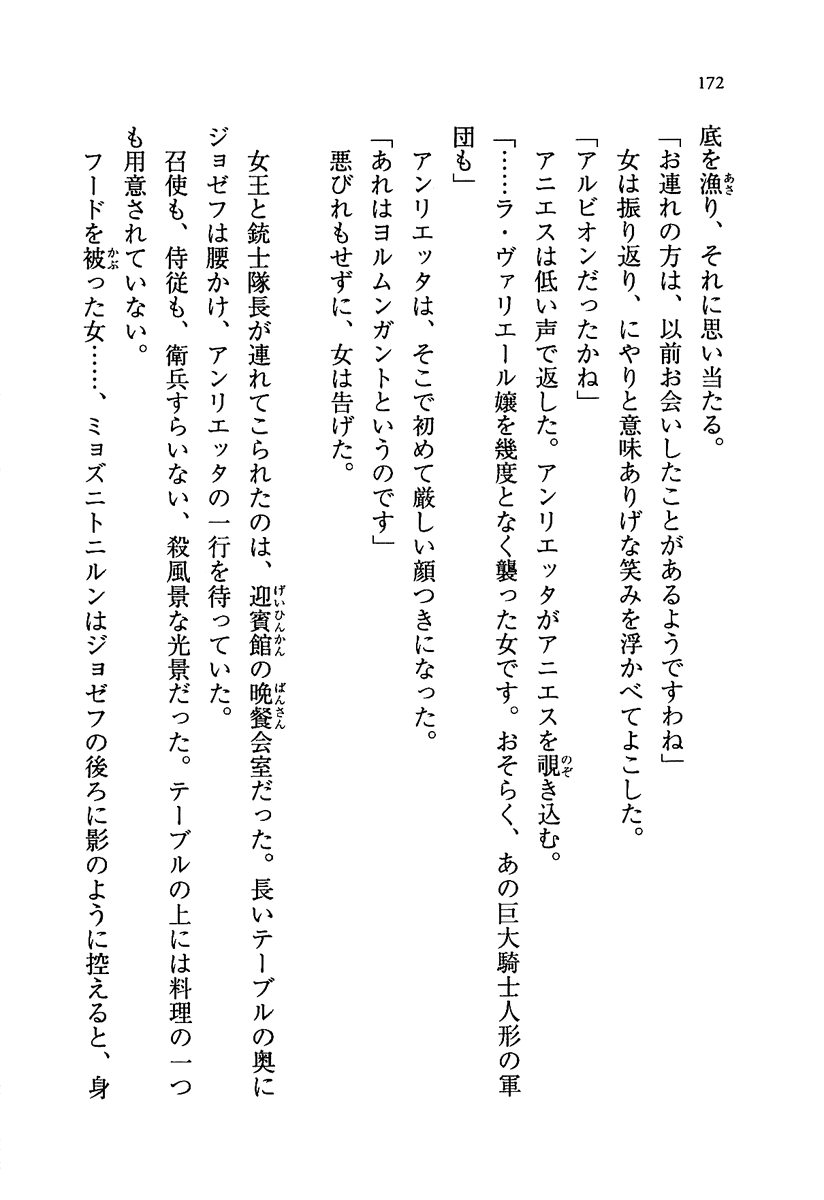 172
底を漁り、それに思い当たる。
「お連れの方は、以前お会いしたことがあるようですわね」
女は振り返り、にやりと意味ありげな笑みを浮かべてよこした。
「アルビオンだったかね」
アニエスは低い声で返した。アンリエッタがアニエスを覗き込む。
「……ラ・ヴァリエール嬢を幾度となく襲った女です。おそらく、あの巨大騎士人形の軍
団も」
アンリエッタは、そこで初めて厳しい顔つきになった。
「あれはヨルムンガントというのです」
悪びれもせずに、女は告げた。
女王と銃士隊長が連れてこられたのは、迎賓館の晩餐会室だった。長いテーブルの奥に
ジョゼフは腰かけ、アンリエッタの一行を待っていた。
召使も、侍従も、衛兵すらいない、殺風景な光景だった。テーブルの上には料理の一つ
も用意されていない。
フードを被った女……、ミョズニトニルンはジョゼフの後ろに影のように控えると、身